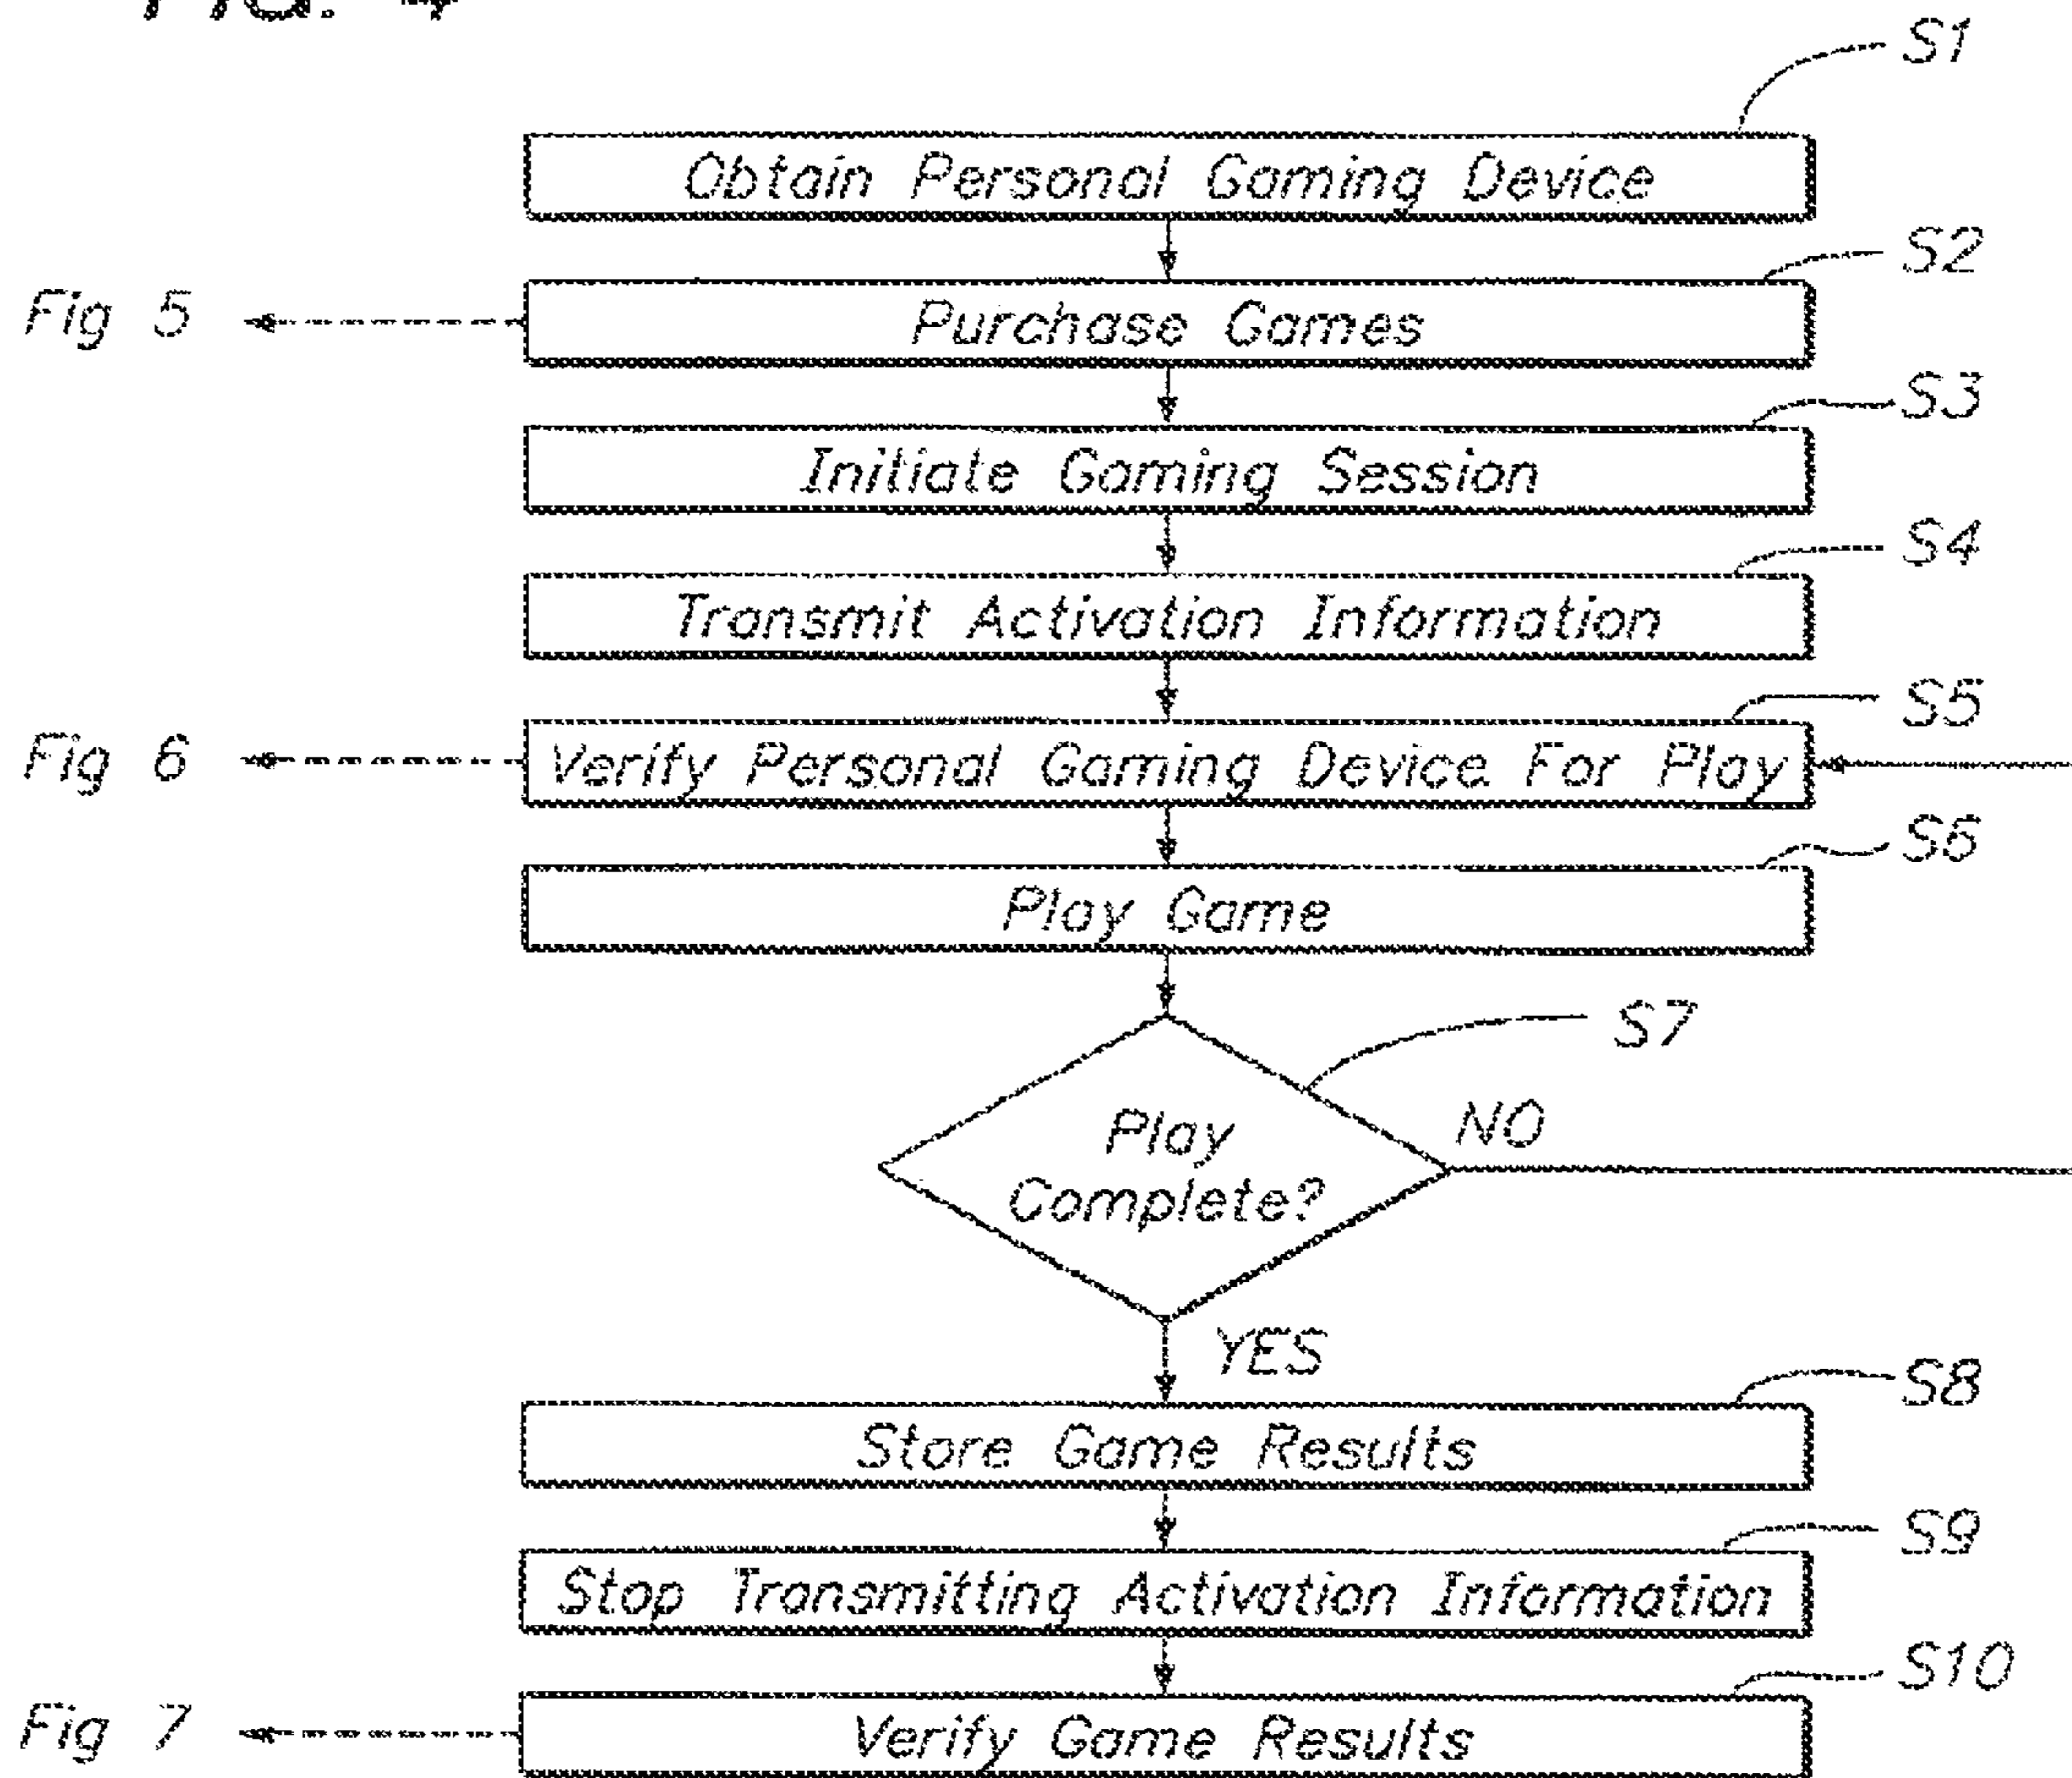 FIG. 4
S1
Obtain Personal Gaming Device
S2
Fig 5
Purchase Games
S3
Initiate Gaming Session
S4
Transmit Activation Information
S5
Fig 6
Verify Personal Gaming Device For Play
S6
Play Game
S7
Play
Complete?
NO
YES
S8
Store Game Results
S9
Stop Transmitting Activation Information
S10
Fig 7
Verify Game Results